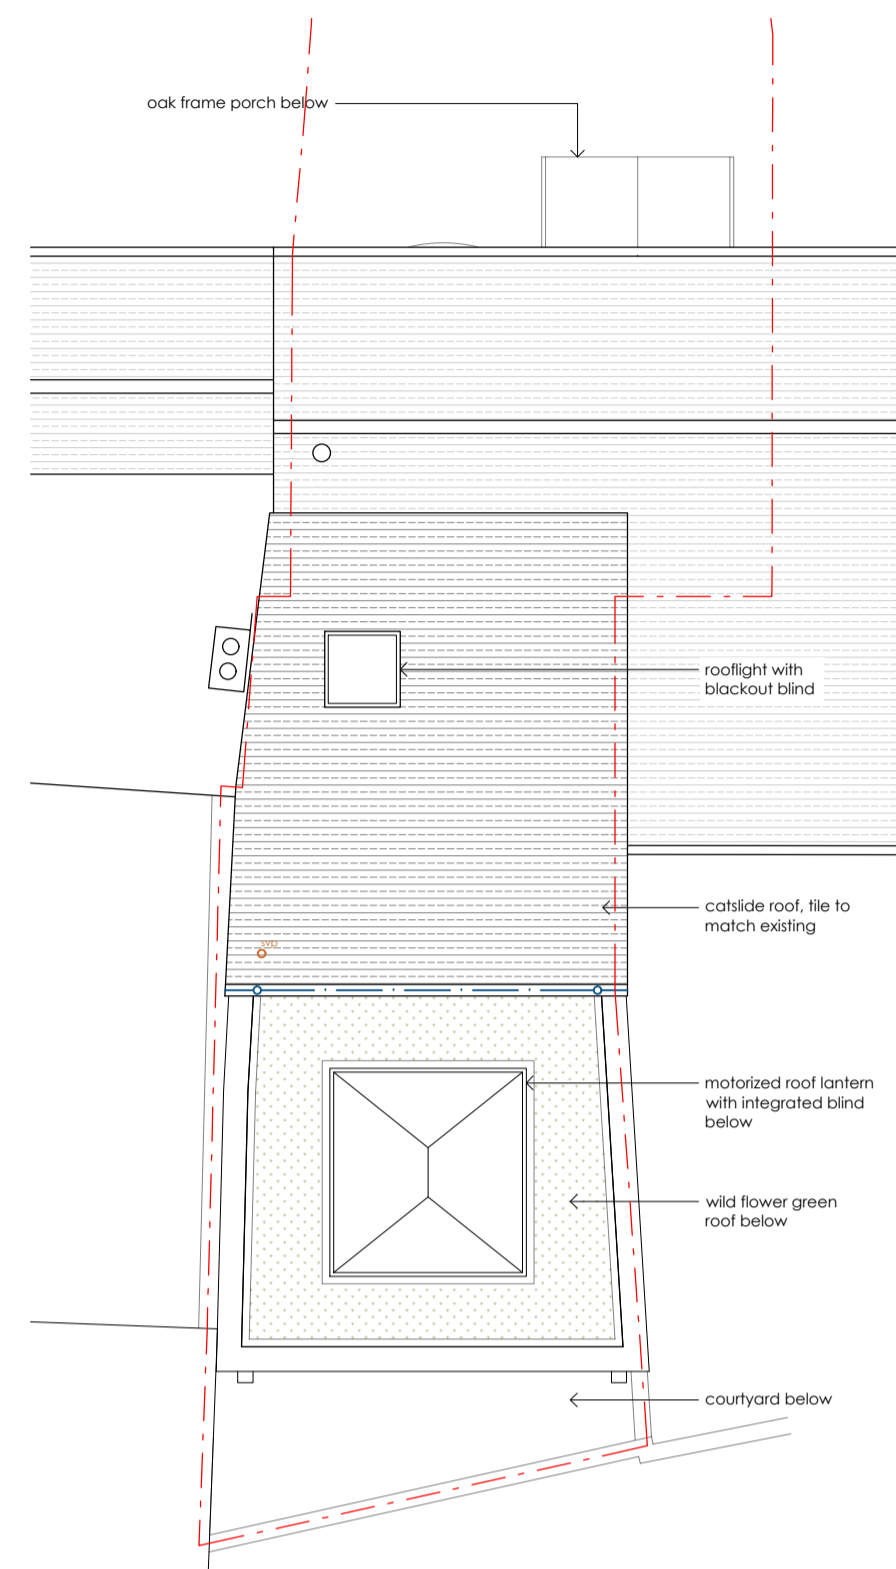 oak frame porch below
rooflight with
blackout blind
catslide roof, tile to
match existing
svp
motorized roof lantern
with integrated blind
below
wild flower green
roof below
courtyard below